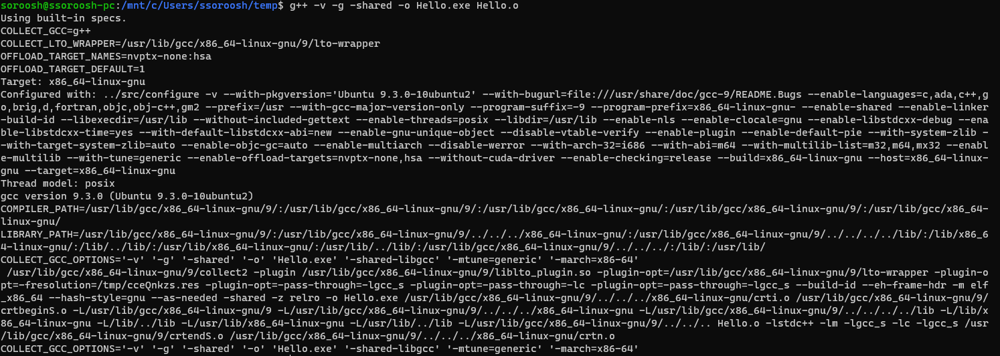 soroosh@ssoroosh-pc:/mnt/c/Users/ssoroosh/temp$ g++ -v -g -shared -o Hello.exe Hello.o
Using built-in specs.
COLLECT_GCC=g++
COLLECT_LTO_WRAPPER=/usr/lib/gcc/x86_64-linux-gnu/9/lto-wrapper
OFFLOAD_TARGET_NAMES=nvptx-none:hsa
OFFLOAD_TARGET_DEFAULT=1
Target: x86_64-linux-gnu
Configured with: ../src/configure -v --with-pkgversion='Ubuntu 9.3.0-10ubuntu2' --with-bugurl=file:///usr/share/doc/gcc-9/README.Bugs --enable-languages=c,ada,c++,g
o,brig,d,fortran,objc,obj-c++,gm2 --prefix=/usr --with-gcc-major-version-only --program-suffix=-9 --program-prefix=x86_64-linux-gnu- --enable-shared --enable-linker
-build-id --libexecdir=/usr/lib --without-included-gettext --enable-threads=posix --libdir=/usr/lib --enable-nls --enable-clocale=gnu --enable-libstdcxx-debug --ena
ble-libstdcxx-time=yes --with-default-libstdcxx-abi=new --enable-gnu-unique-object --disable-vtable-verify --enable-plugin --enable-default-pie --with-system-zlib -
-with-target-system-zlib=auto --enable-objc-gc=auto --enable-multiarch --disable-werror --with-arch-32=i686 --with-abi=m64 --with-multilib-list=m32,m64,mx32 --enabl
e-multilib --with-tune=generic --enable-offload-targets=nvptx-none,hsa --without-cuda-driver --enable-checking=release --build=x86_64-linux-gnu --host=x86_64-linux-
gnu --target=x86_64-linux-gnu
Thread model: posix
gcc version 9.3.0 (Ubuntu 9.3.0-10ubuntu2)
COMPILER_PATH=/usr/lib/gcc/x86_64-linux-gnu/9/:/usr/lib/gcc/x86_64-linux-gnu/9/:/usr/lib/gcc/x86_64-linux-gnu/:/usr/lib/gcc/x86_64-linux-gnu/9/:/usr/lib/gcc/x86_64-
linux-gnu/
LIBRARY_PATH=/usr/lib/gcc/x86_64-linux-gnu/9/:/usr/lib/gcc/x86_64-linux-gnu/9/../../../x86_64-linux-gnu/:/usr/lib/gcc/x86_64-linux-gnu/9/../../../../lib/:/lib/x86_6
4-linux-gnu/:/lib/../lib/:/usr/lib/x86_64-linux-gnu/:/usr/lib/../lib/:/usr/lib/gcc/x86_64-linux-gnu/9/../../../:/lib/:/usr/lib/
COLLECT_GCC_OPTIONS='-v' '-g' '-shared' '-o' 'Hello.exe' '-shared-libgcc' '-mtune=generic' '-march=x86-64'
/usr/lib/gcc/x86_64-linux-gnu/9/collect2 -plugin /usr/lib/gcc/x86_64-linux-gnu/9/liblto_plugin.so -plugin-opt=/usr/lib/gcc/x86_64-linux-gnu/9/lto-wrapper -plugin-o
pt=-fresolution=/tmp/cceQnkzs.res -plugin-opt=-pass-through=-lgcc_s -plugin-opt=-pass-through=-lc -plugin-opt=-pass-through=-lgcc_s --build-id --eh-frame-hdr -m elf
_x86_64 --hash-style=gnu --as-needed -shared -z relro -o Hello.exe /usr/lib/gcc/x86_64-linux-gnu/9/../../../x86_64-linux-gnu/crti.o /usr/lib/gcc/x86_64-linux-gnu/9/
crtbeginS.o -L/usr/lib/gcc/x86_64-linux-gnu/9 -L/usr/lib/gcc/x86_64-linux-gnu/9/../../../x86_64-linux-gnu -L/usr/lib/gcc/x86_64-linux-gnu/9/../../../../lib -L/lib/x
86_64-linux-gnu -L/lib/../lib -L/usr/lib/x86_64-linux-gnu -L/usr/lib/../lib -L/usr/lib/gcc/x86_64-linux-gnu/9/../../.. Hello.o -lstdc++ -lm -lgcc_s -lc -lgcc_s /usr
/lib/gcc/x86_64-linux-gnu/9/crtendS.o /usr/lib/gcc/x86_64-linux-gnu/9/../../../x86_64-linux-gnu/crtn.o
COLLECT_GCC_OPTIONS='-v' '-g' '-shared' '-o' 'Hello.exe' '-shared-libgcc' '-mtune=generic' '-march=x86-64'